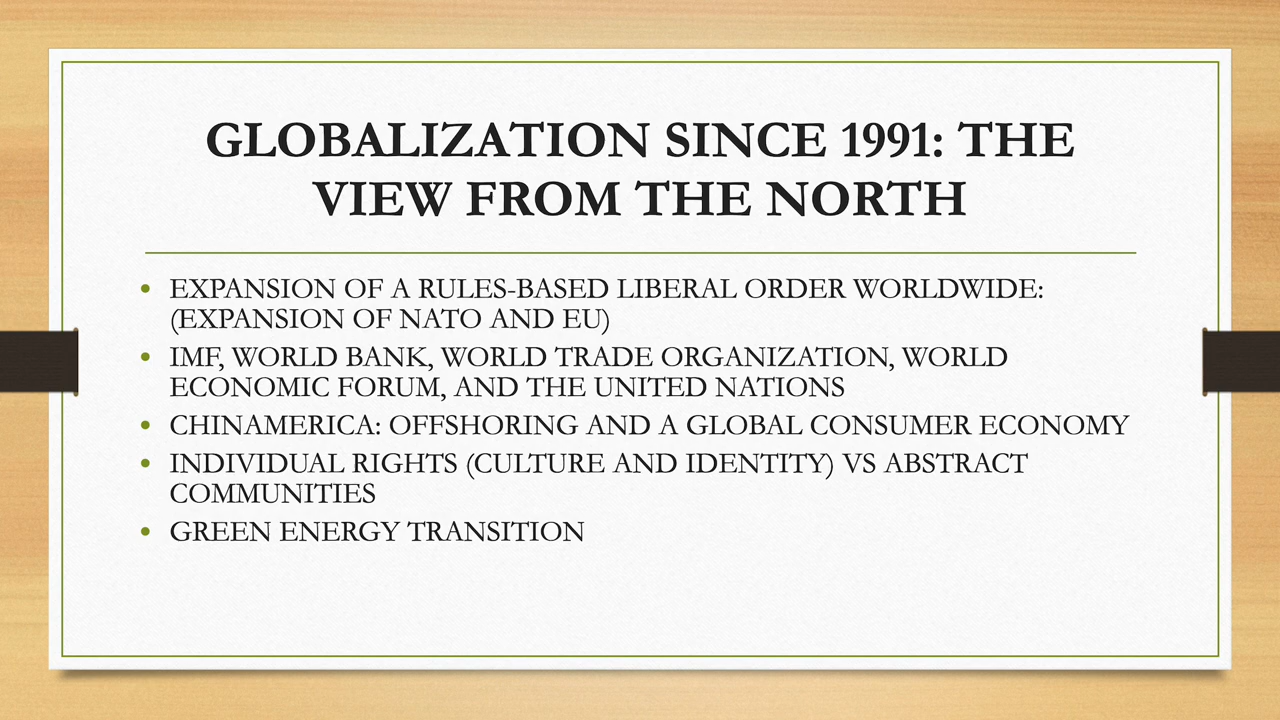 GLOBALIZATION SINCE 1991: THE
VIEW FROM THE NORTH
• EXPANSION OF A RULES-BASED LIBERAL ORDER WORLDWIDE:
(EXPANSION OF NATO AND EU)
• IMF, WORLD BANK, WORLD TRADE ORGANIZATION, WORLD
ECONOMIC FORUM, AND THE UNITED NATIONS
• CHINAMERICA: OFFSHORING AND A GLOBAL CONSUMER ECONOMY
• INDIVIDUAL RIGHTS (CULTURE AND IDENTITY) VS ABSTRACT
COMMUNITIES
• GREEN ENERGY TRANSITION